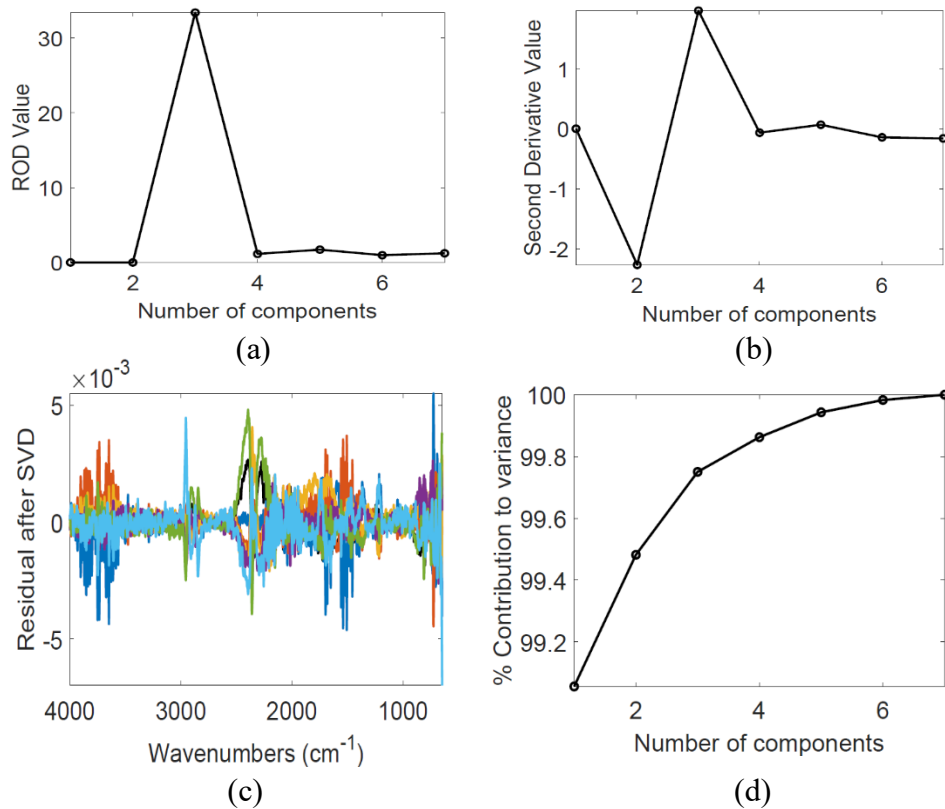 30
20
10
0
ROD Value
2
4
6
Number of components
(a)
1
0
-1
-2
Second Derivative Value
2
4
6
Number of components
(b)
×10⁻³
5
0
-5
Residual after SVD
4000
3000
2000
1000
Wavenumbers (cm⁻¹)
(c)
100
99.8
99.6
99.4
99.2
% Contribution to variance
2
4
6
Number of components
(d)